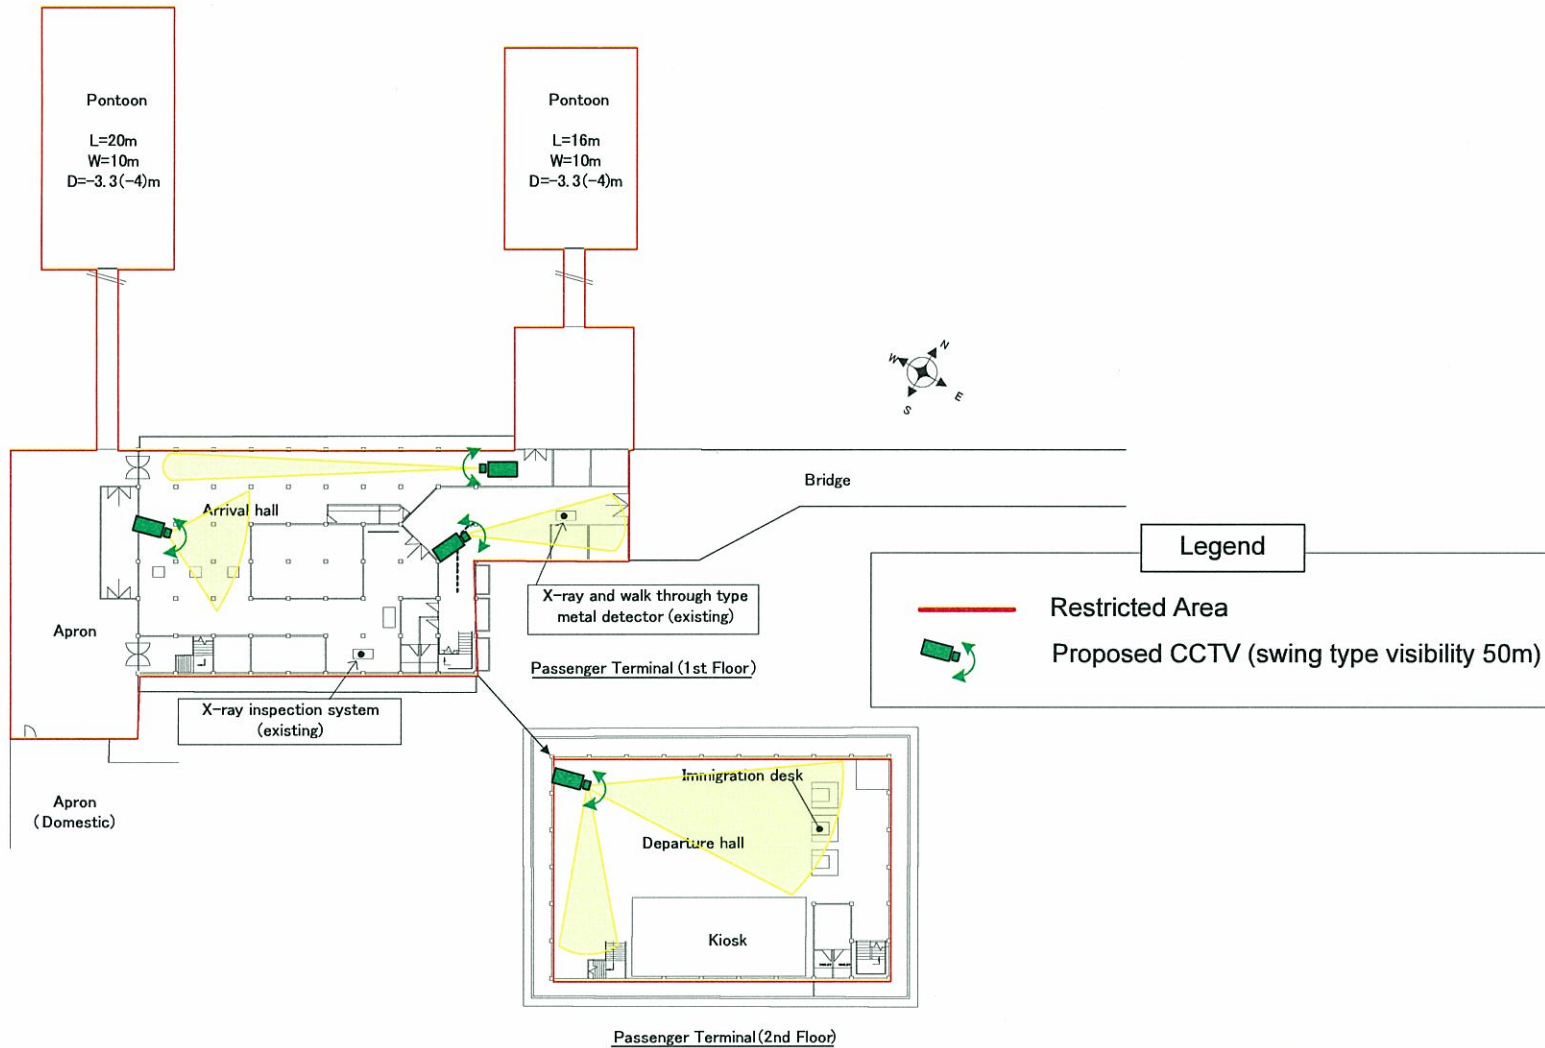 Pontoon
L=20m
W=10m
D=-3.3(-4)m
Pontoon
L=16m
W=10m
D=-3.3(-4)m
N
W
E
S
Arrival hall
Bridge
Apron
X-ray and walk through type
metal detector (existing)
Passenger Terminal (1st Floor)
X-ray inspection system
(existing)
Apron
(Domestic)
Legend
Restricted Area
Proposed CCTV (swing type visibility 50m)
Immigration desk
Departure hall
Kiosk
Passenger Terminal(2nd Floor)